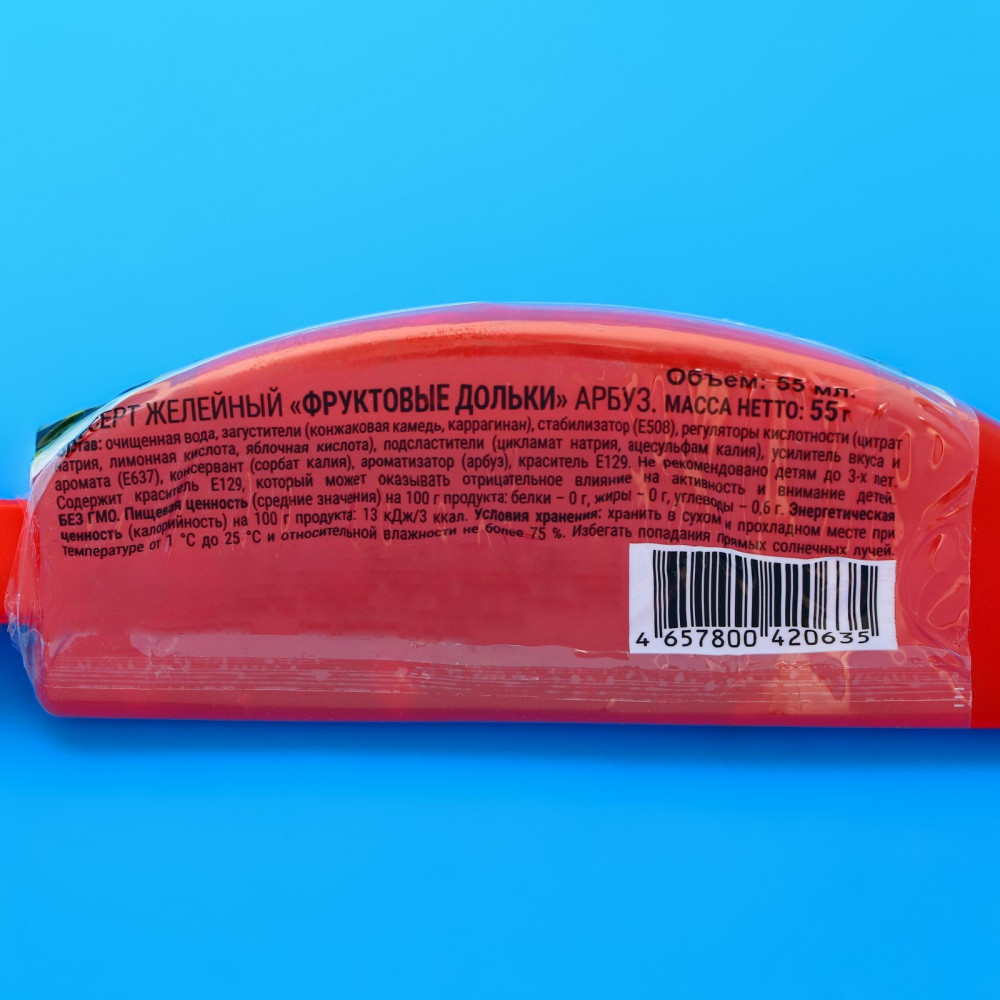 Объем: 55 мл.
ЖЕЛЕЙНЫЙ «ФРУКТОВЫЕ ДОЛЬКИ» АРБУЗ. МАССА НЕТТО: 55 г
очищенная вода, загустители (конжаковая камедь, каррагинан), стабилизатор (Е508), регуляторы кислотности (цитрат
натрия, лимонная кислота, яблочная кислота), подсластители (цикламат натрия, ацесульфам калия), усилитель вкуса и
аромата (Е637), консервант (сорбат калия), ароматизатор (арбуз), краситель Е129. Не рекомендовано детям до 3-х лет.
Содержит краситель Е129, который может оказывать отрицательное влияние на активность и внимание детей.
БЕЗ ГМО. Пищевая ценность (средние значения) на 100 г продукта: белки – 0 г, жиры – 0 г, углеводы – 0,6 г. Энергетическая
ценность (калорийность) на 100 г продукта: 13 кДж/3 ккал. Условия хранения: хранить в сухом и прохладном месте при
температуре от 1 °С до 25 °С и относительной влажности не более 75 %. Избегать попадания прямых солнечных лучей.
4 657800 420635